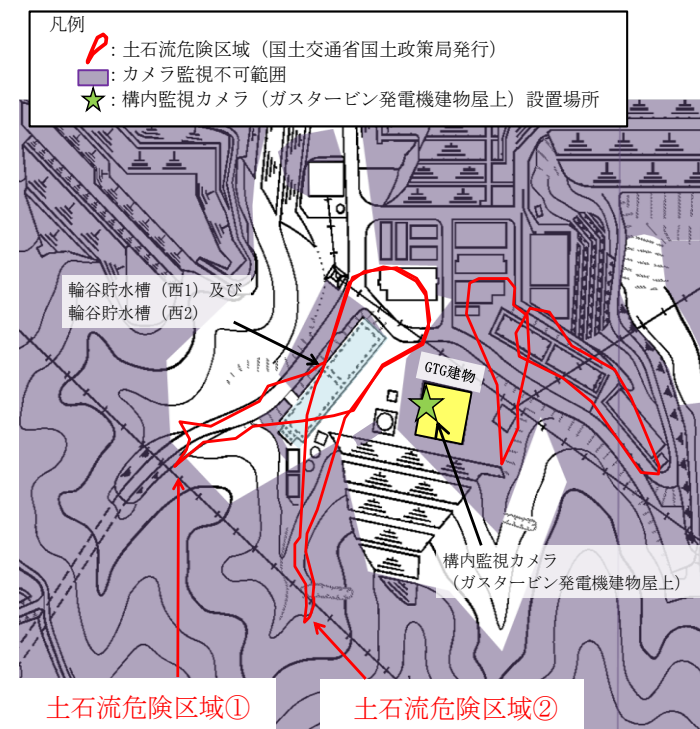 凡例
：土石流危険区域（国土交通省国土政策局発行）
：カメラ監視不可範囲
：構内監視カメラ（ガスタービン発電機建物屋上）設置場所
輪谷貯水槽（西1）及び
輪谷貯水槽（西2）
GTG建物
構内監視カメラ
（ガスタービン発電機建物屋上）
土石流危険区域①
土石流危険区域②